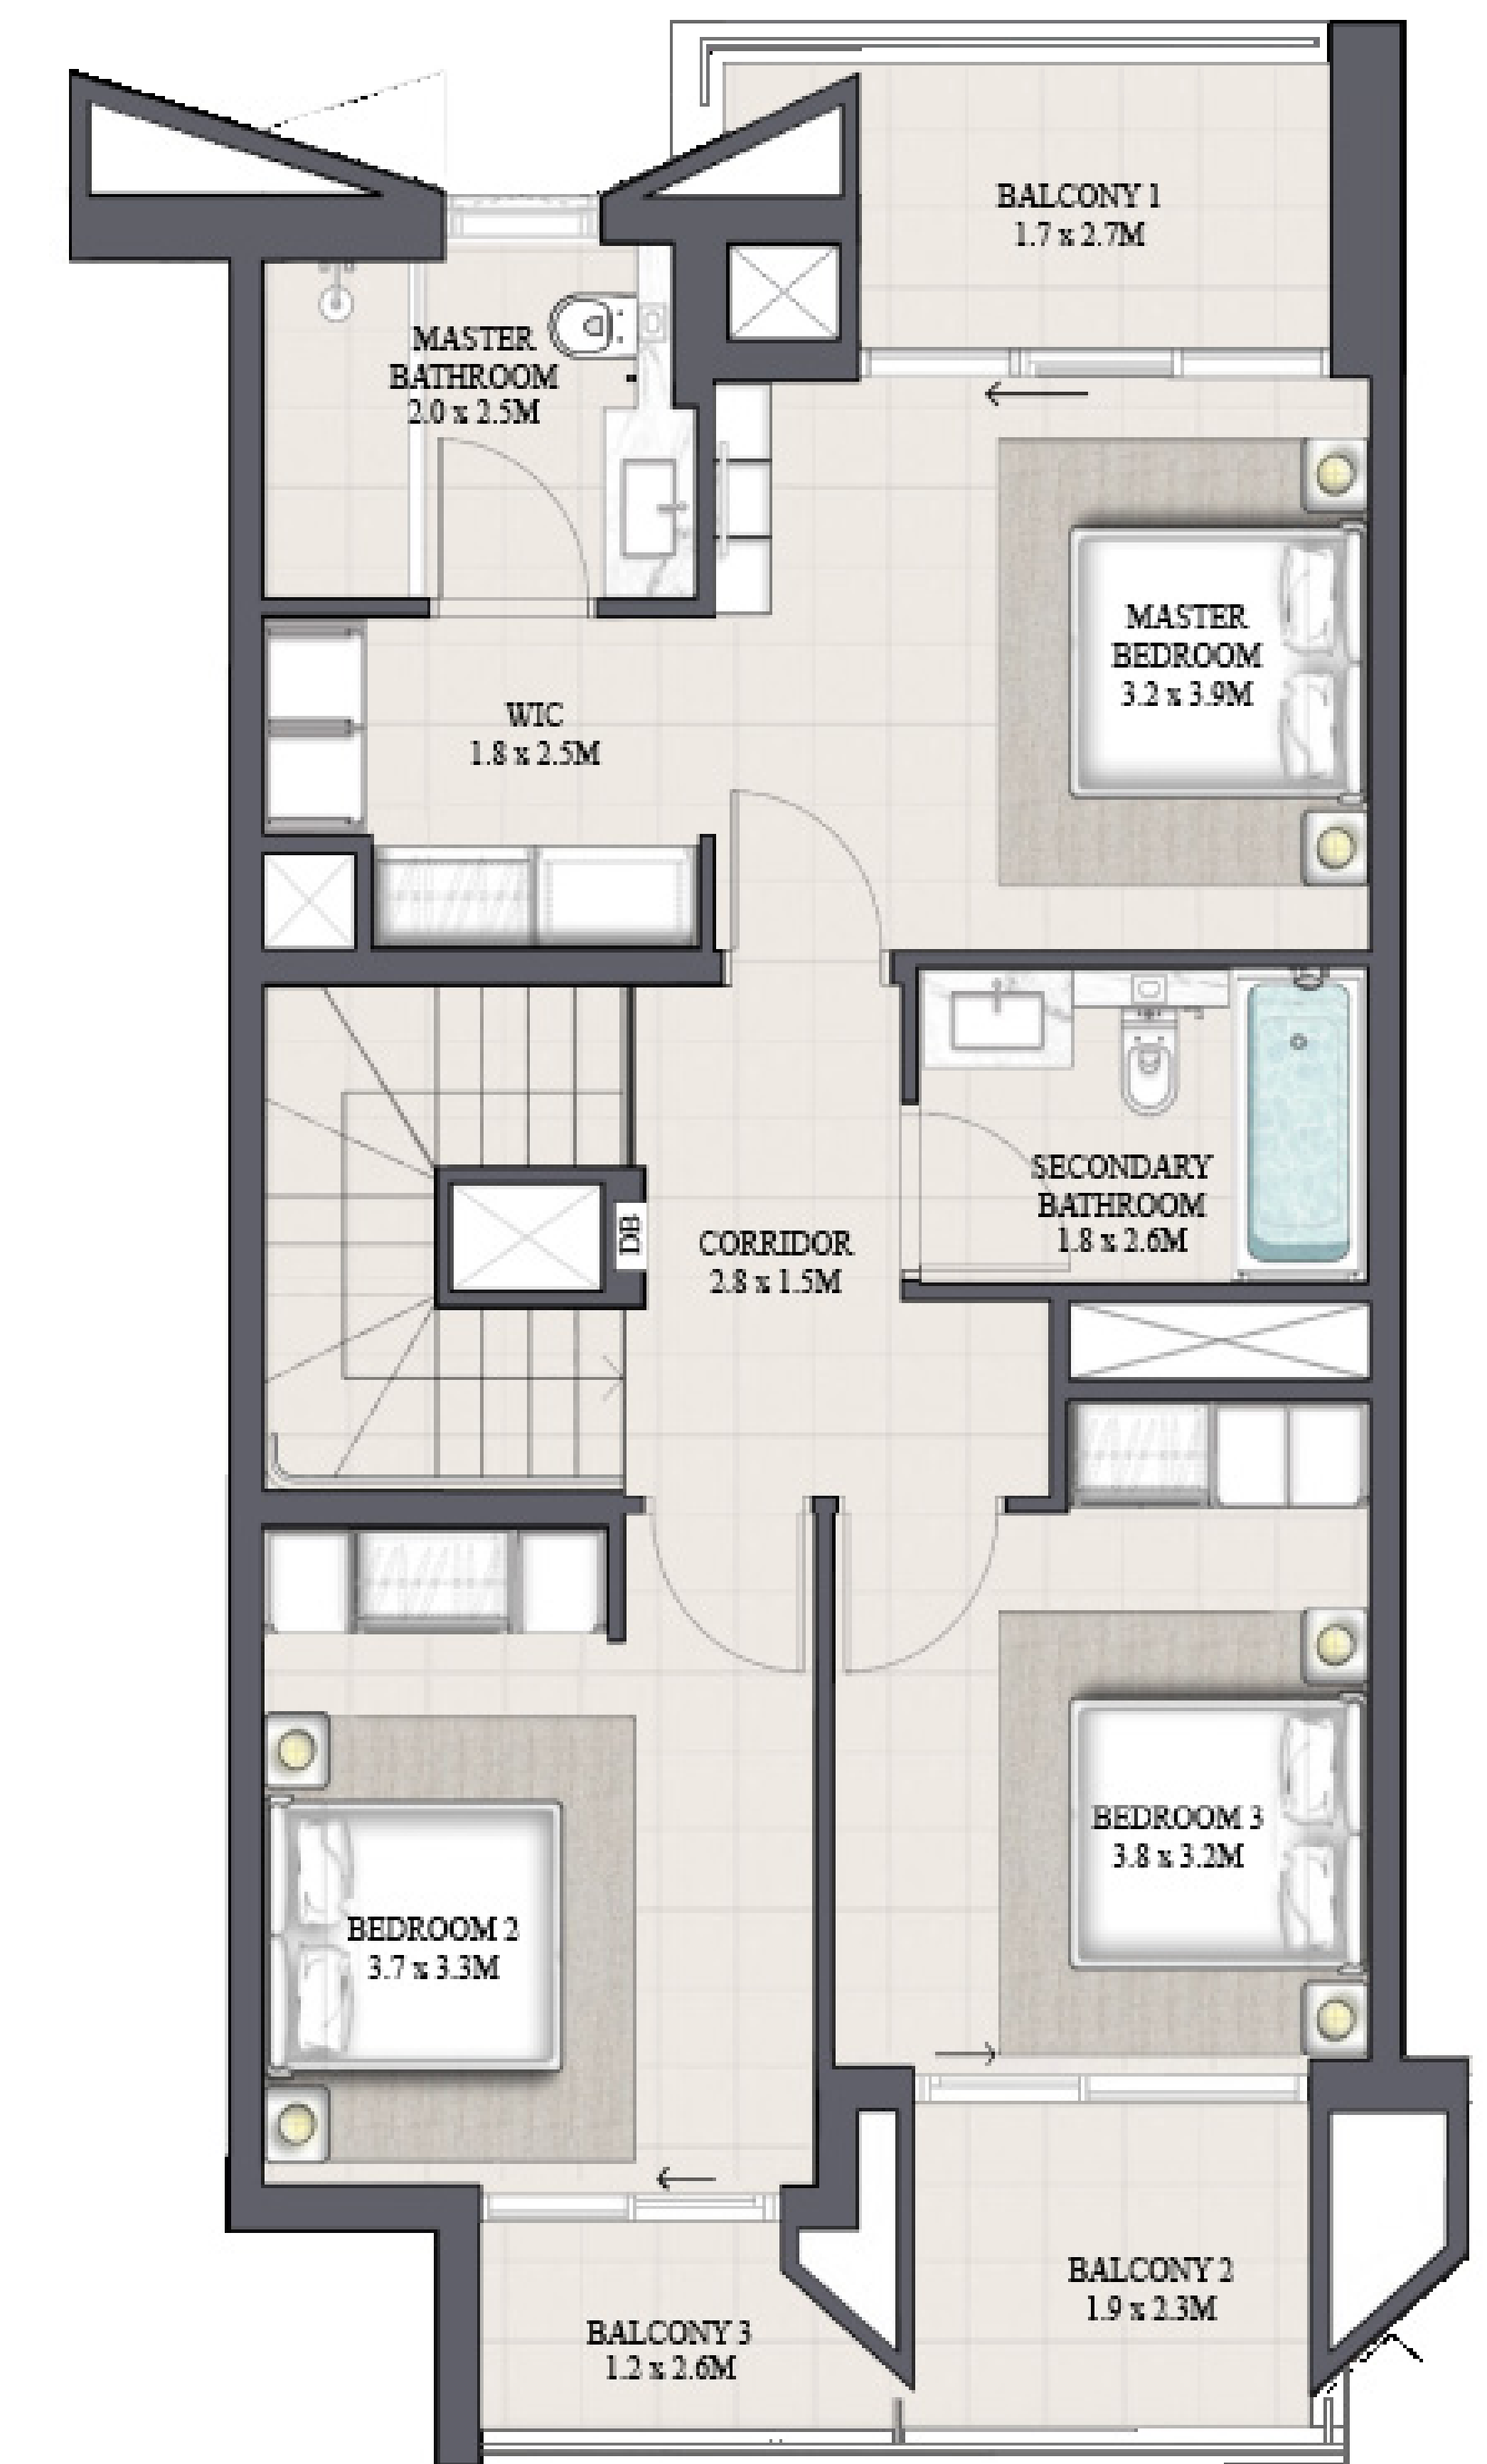 BALCONY 1
1.7 x 2.7M
MASTER
BATHROOM
2.0 x 2.5M
MASTER
BEDROOM
3.2 x 3.9M
WIC
1.8 x 2.5M
SECONDARY
BATHROOM
1.8 x 2.6M
DB
CORRIDOR
2.8 x 1.5M
BEDROOM 3
3.8 x 3.2M
BEDROOM 2
3.7 x 3.3M
BALCONY 2
1.9 x 2.3M
BALCONY 3
1.2 x 2.6M